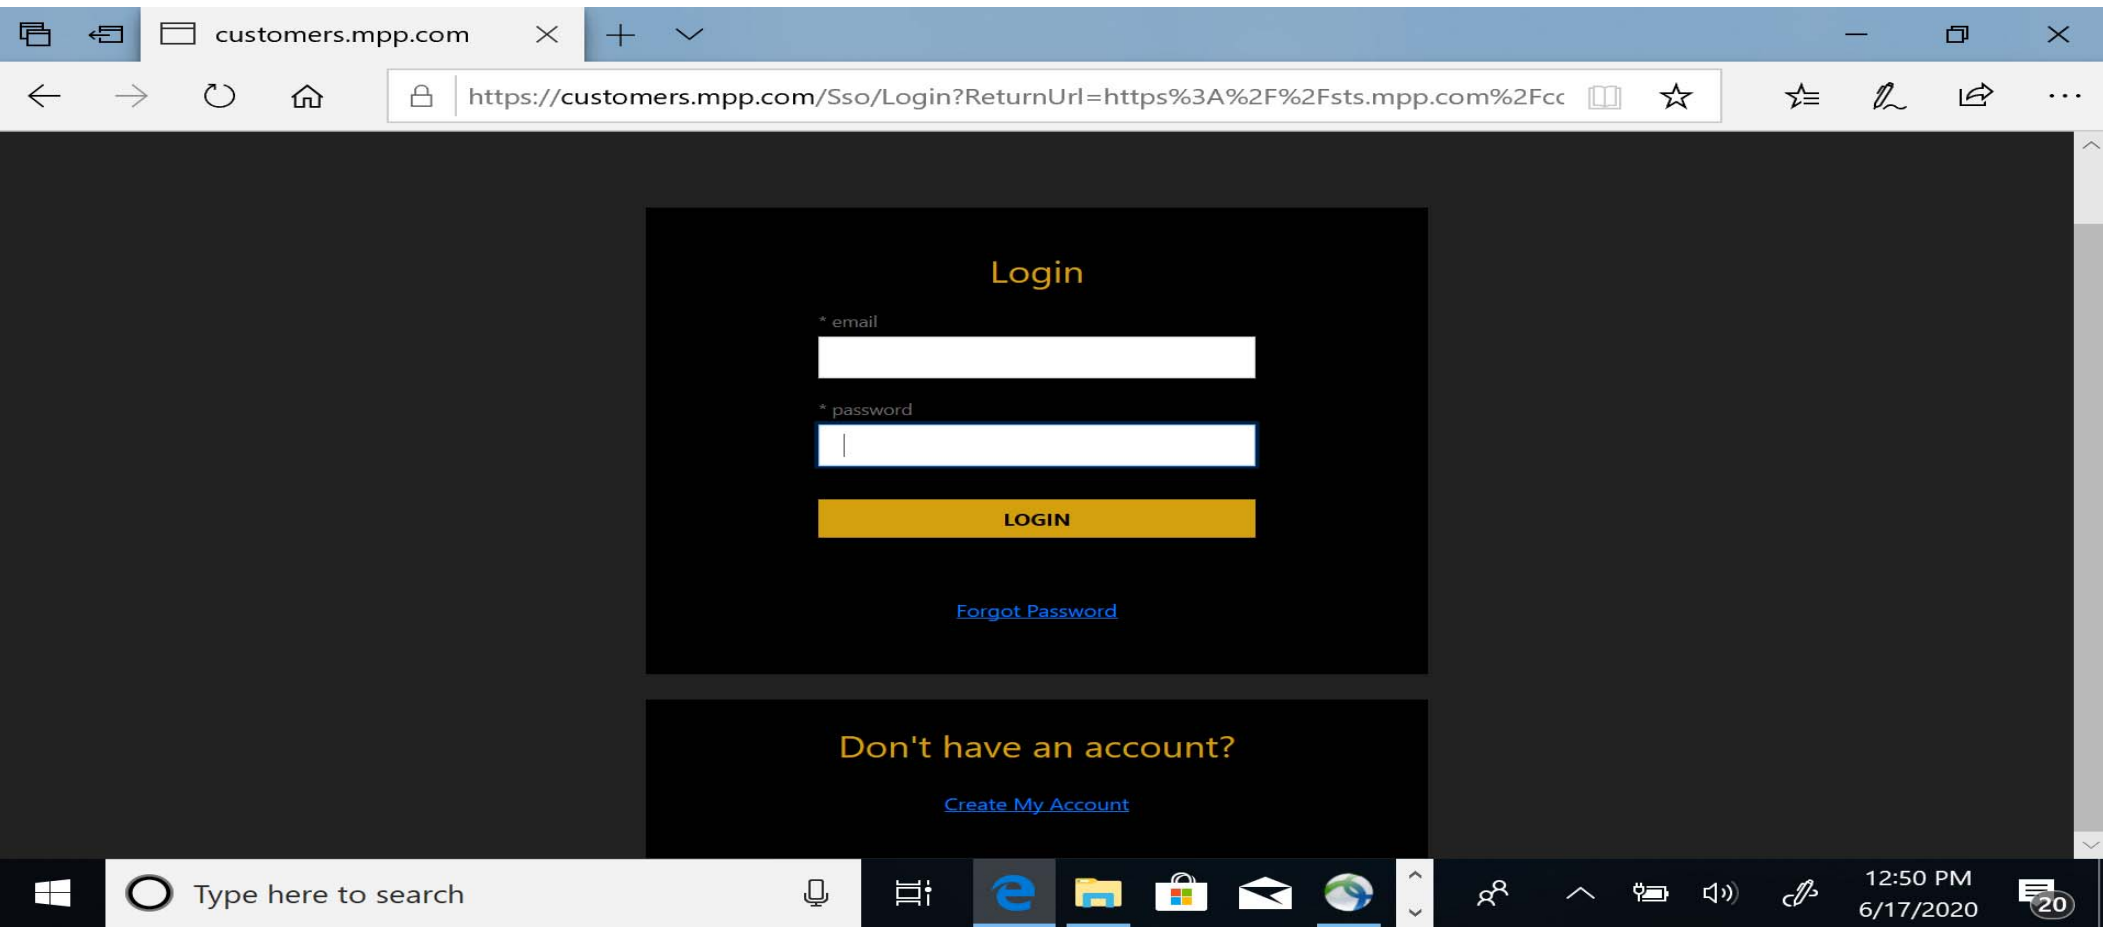 customers.mpp.com
https://customers.mpp.com/Sso/Login?ReturnUrl=https%3A%2F%2Fsts.mpp.com%2Fcc
Login
* email
* password
LOGIN
Forgot Password
Don't have an account?
Create My Account
Type here to search
12:50 PM
6/17/2020
20